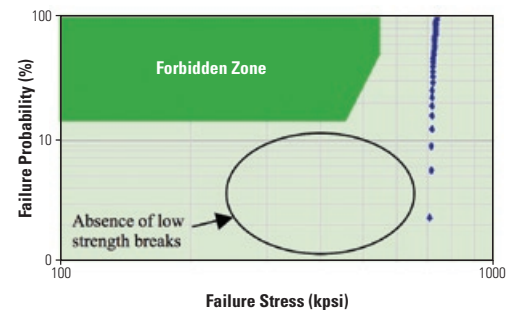 100
Forbidden Zone
Failure Probability (%)
10
Absence of low
strength breaks
0
100
1000
Failure Stress (kpsi)